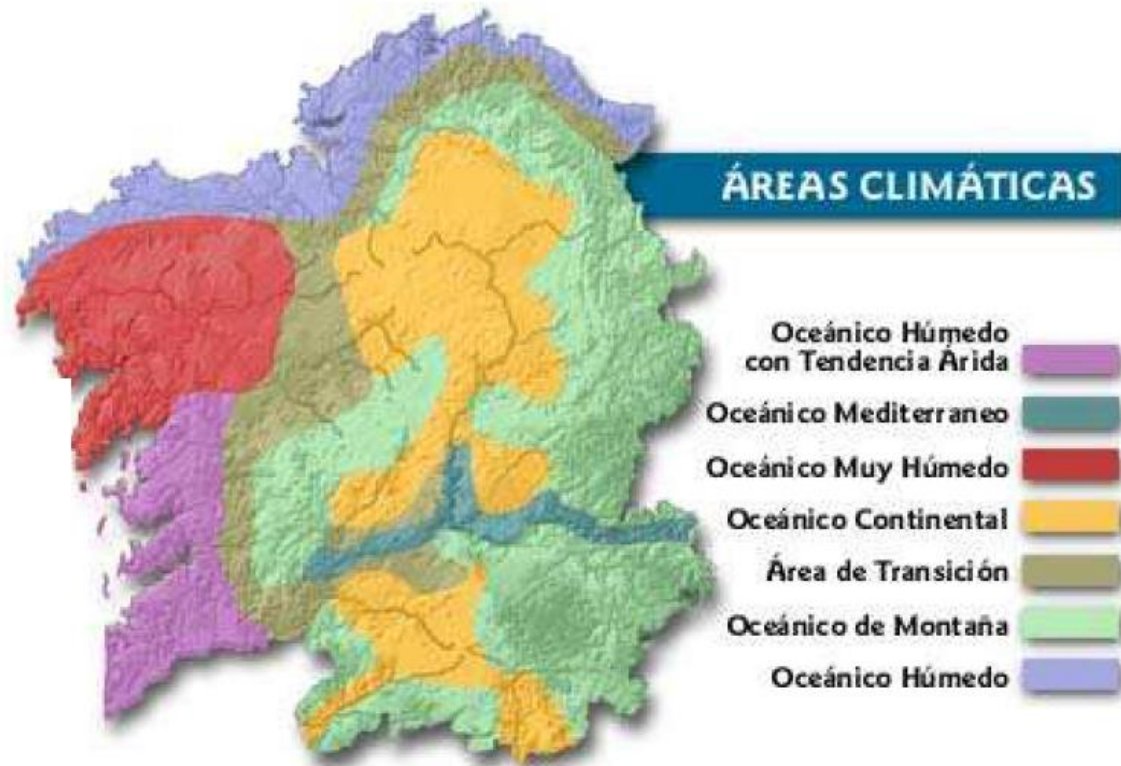 ÁREAS CLIMÁTICAS
Oceánico Húmedo
con Tendencia Árida
Oceánico Mediterraneo
Oceánico Muy Húmedo
Oceánico Continental
Área de Transición
Oceánico de Montaña
Oceánico Húmedo